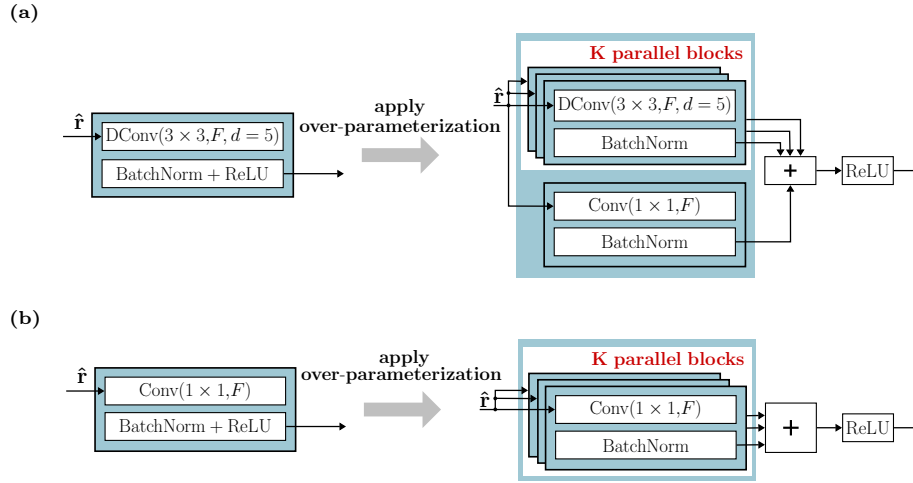 (a)
r̂
DConv(3 × 3,F, d = 5)
BatchNorm + ReLU
apply
over-parameterization
K parallel blocks
r̂
DConv(3 × 3,F, d = 5)
BatchNorm
Conv(1 × 1,F)
BatchNorm
+
ReLU
(b)
r̂
Conv(1 × 1,F)
BatchNorm + ReLU
apply
over-parameterization
K parallel blocks
r̂
Conv(1 × 1,F)
BatchNorm
+
ReLU